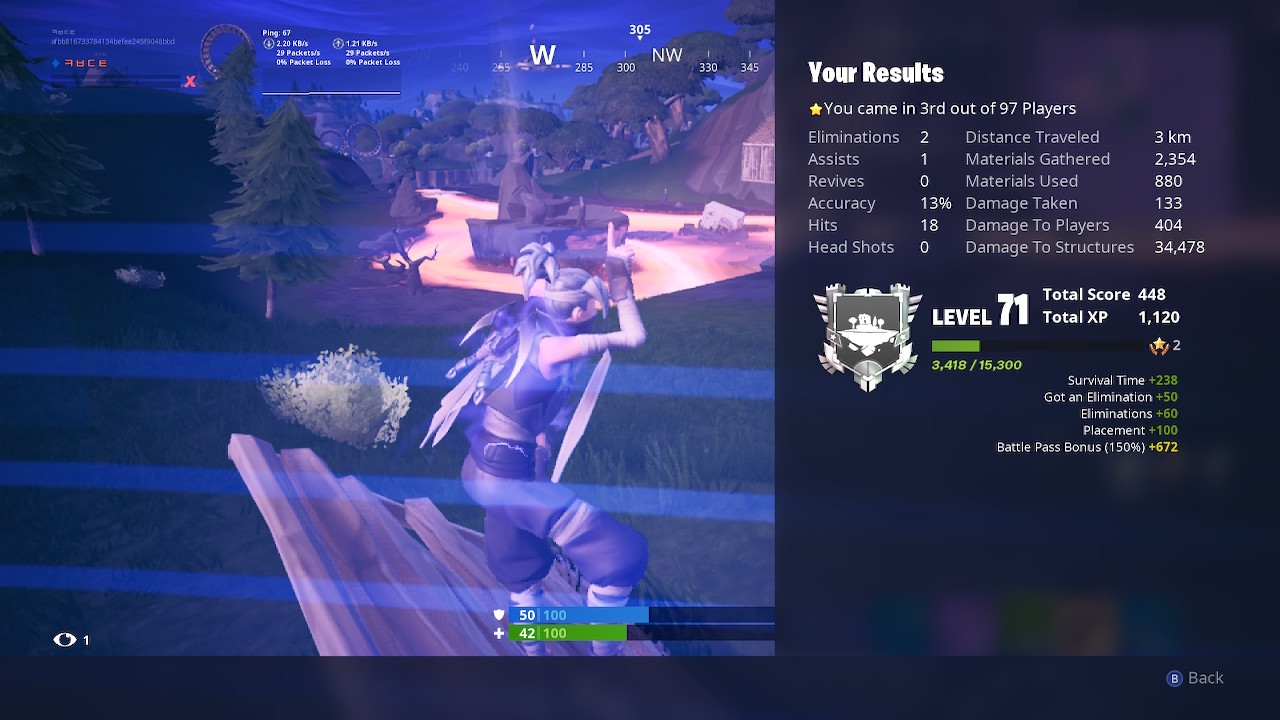 afbb816733784134befee245f9048bbd
Ping: 67
2.20 KB/s 1.21 KB/s
29 Packets/s 29 Packets/s
0% Packet Loss 0% Packet Loss
305
W NW
240 255 285 300 330 345
X
Your Results
You came in 3rd out of 97 Players
Eliminations 2 Distance Traveled 3 km
Assists 1 Materials Gathered 2,354
Revives 0 Materials Used 880
Accuracy 13% Damage Taken 133
Hits 18 Damage To Players 404
Head Shots 0 Damage To Structures 34,478
LEVEL 71
Total Score 448
Total XP 1,120
2
3,418 / 15,300
Survival Time +238
Got an Elimination +50
Eliminations +60
Placement +100
Battle Pass Bonus (150%) +672
50 | 100
42 | 100
1
B Back